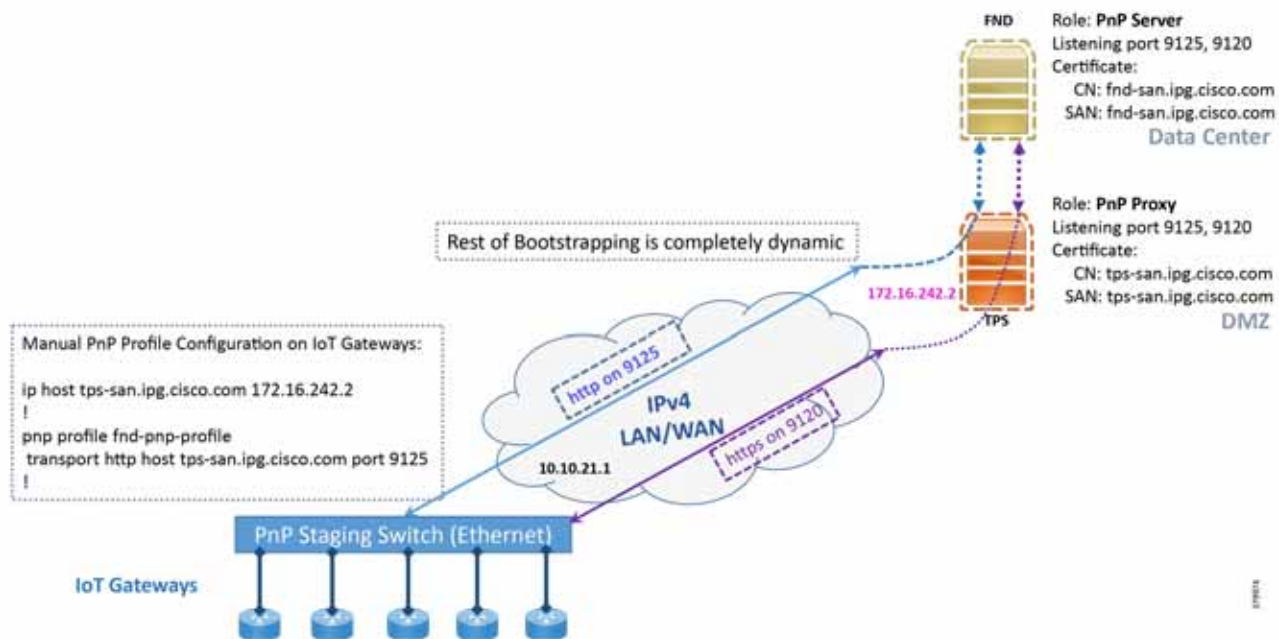 FND
Role: PnP Server
Listening port 9125, 9120
Certificate:
CN: fnd-san.ipg.cisco.com
SAN: fnd-san.ipg.cisco.com
Data Center
Role: PnP Proxy
Listening port 9125, 9120
Certificate:
CN: tps-san.ipg.cisco.com
SAN: tps-san.ipg.cisco.com
DMZ
172.16.242.2
TPS
Rest of Bootstrapping is completely dynamic
Manual PnP Profile Configuration on IoT Gateways:
ip host tps-san.ipg.cisco.com 172.16.242.2
!
pnp profile fnd-pnp-profile
transport http host tps-san.ipg.cisco.com port 9125
!
http on 9125
IPv4
LAN/WAN
https on 9120
10.10.21.1
PnP Staging Switch (Ethernet)
IoT Gateways